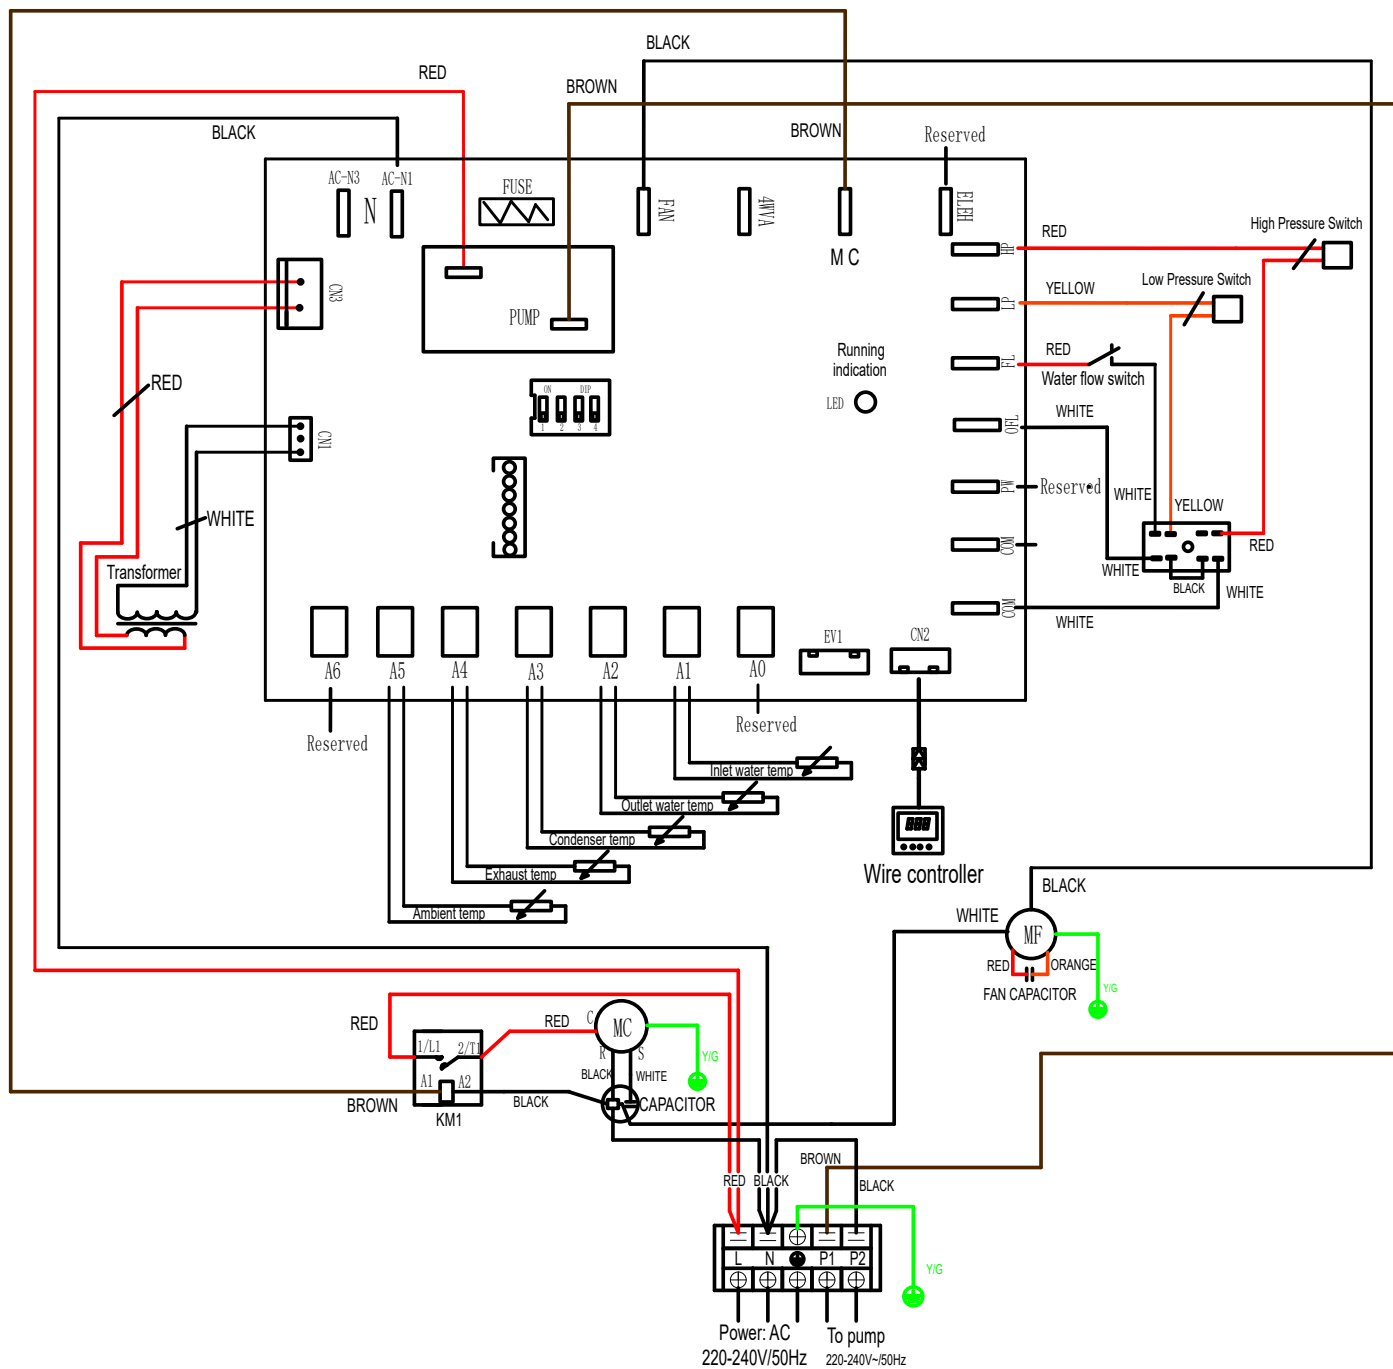 BLACK
RED
BROWN
BLACK
BROWN
Reserved
AC-N3
AC-N1
N
FUSE
FAN
4WVA
M C
ELEH
HP
RED
High Pressure Switch
CN3
PUMP
LP
YELLOW
Low Pressure Switch
Running
indication
LED
FL
RED
Water flow switch
RED
ON
DIP
1
2
3
4
CN1
OFL
WHITE
PW
Reserved
WHITE
YELLOW
RED
WHITE
COM
WHITE
BLACK
WHITE
Transformer
COM
WHITE
A6
A5
A4
A3
A2
A1
A0
EV1
CN2
Reserved
Reserved
Inlet water temp
Outlet water temp
Condenser temp
Exhaust temp
Ambient temp
888
Wire controller
BLACK
WHITE
MF
RED
ORANGE
FAN CAPACITOR
Y/G
RED
RED
C
MC
R
S
Y/G
1/L1
2/T1
A1
A2
BLACK
WHITE
BROWN
KM1
BLACK
CAPACITOR
BROWN
RED
BLACK
BLACK
L
N
P1
P2
Y/G
Power: AC
220-240V/50Hz
To pump
220-240V~/50Hz